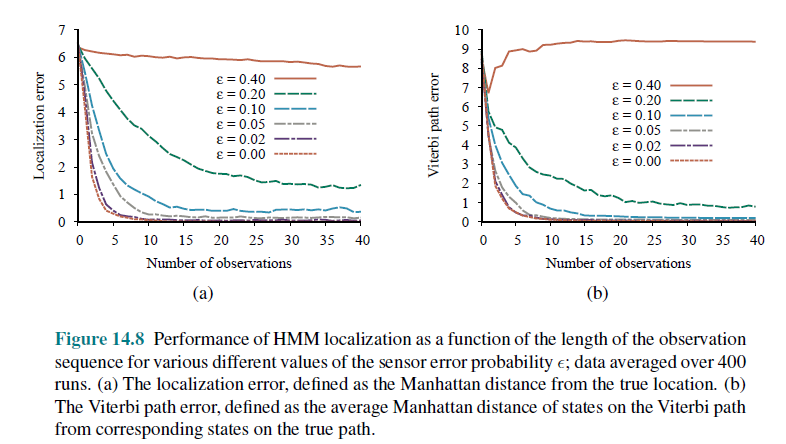 7
6
5
4
3
2
1
0
Localization error
ε = 0.40
ε = 0.20
ε = 0.10
ε = 0.05
ε = 0.02
ε = 0.00
0 5 10 15 20 25 30 35 40
Number of observations
(a)
10
9
8
7
6
5
4
3
2
1
0
Viterbi path error
ε = 0.40
ε = 0.20
ε = 0.10
ε = 0.05
ε = 0.02
ε = 0.00
0 5 10 15 20 25 30 35 40
Number of observations
(b)
Figure 14.8 Performance of HMM localization as a function of the length of the observation
sequence for various different values of the sensor error probability ϵ; data averaged over 400
runs. (a) The localization error, defined as the Manhattan distance from the true location. (b)
The Viterbi path error, defined as the average Manhattan distance of states on the Viterbi path
from corresponding states on the true path.